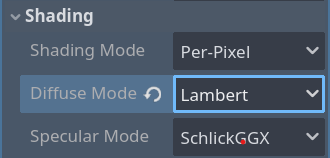 Shading
Shading Mode Per-Pixel
Diffuse Mode Lambert
Specular Mode SchlickGGX